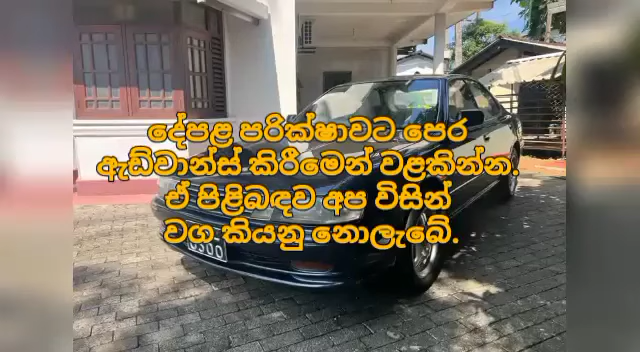 දේපළ පරික්ෂාවට පෙර
ඇඩ්වාන්ස් කිරීමෙන් වළකින්න.
ඒ පිළිබඳව අප විසින්
වග කියනු නොලැබේ.